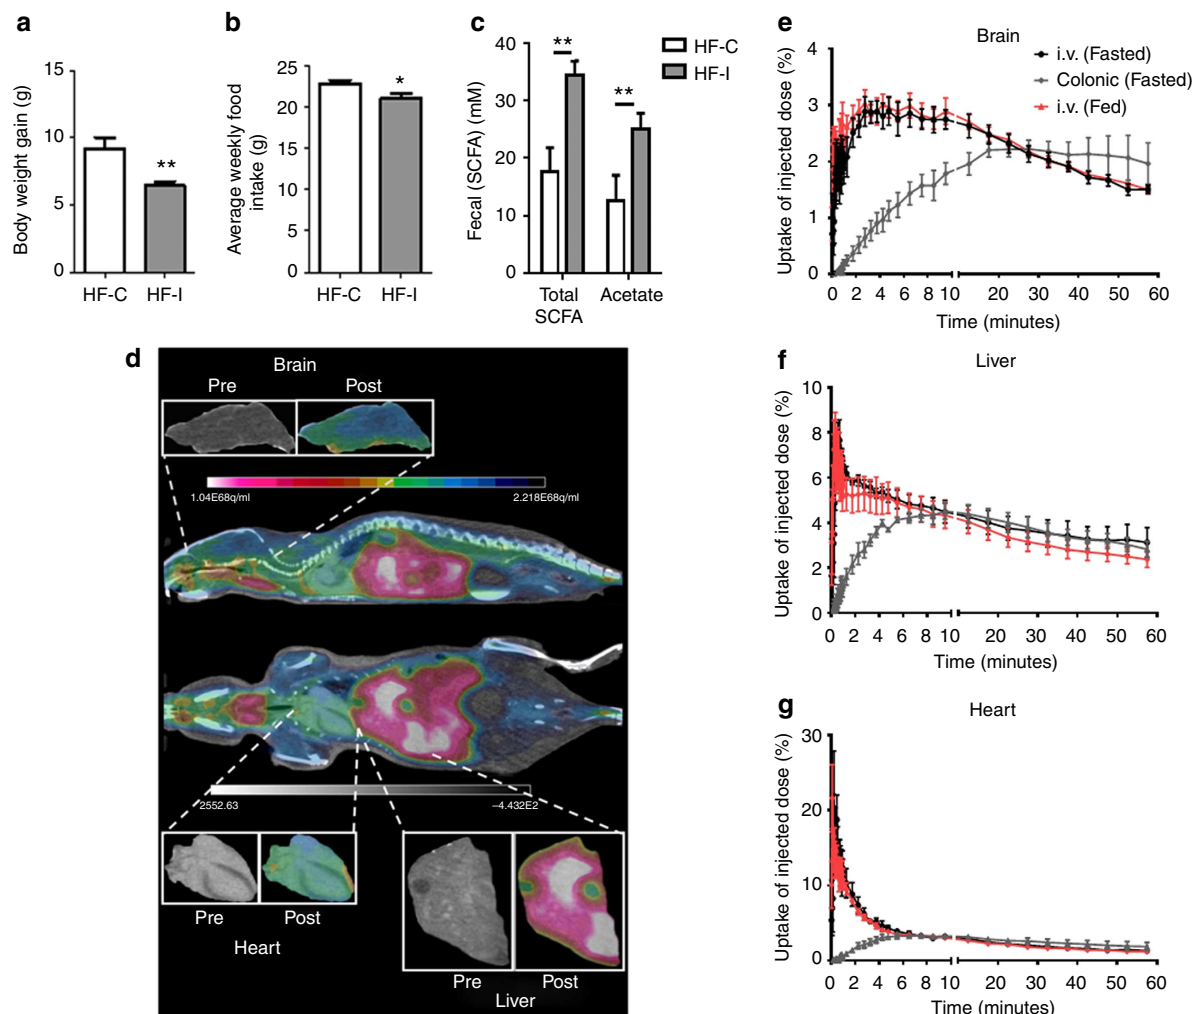 a
Body weight gain (g)
15
10
5
0
**
HF-C
HF-I
b
Average weekly food
intake (g)
25
20
15
10
5
0
*
HF-C
HF-I
c
Fecal (SCFA) (mM)
40
30
20
10
0
**
**
Total
SCFA
Acetate
HF-C
HF-I
d
Brain
Pre
Post
1.04E68q/ml
2.218E68q/ml
2552.63
−4.432E2
Pre
Post
Heart
Pre
Post
Liver
e
Brain
i.v. (Fasted)
Colonic (Fasted)
i.v. (Fed)
Uptake of injected dose (%)
4
3
2
1
0
0 2 4 6 8 10 20 30 40 50 60
Time (minutes)
f
Liver
Uptake of injected dose (%)
10
8
6
4
2
0
0 2 4 6 8 10 20 30 40 50 60
Time (minutes)
g
Heart
Uptake of injected dose (%)
30
20
10
0
0 2 4 6 8 10 20 30 40 50 60
Time (minutes)